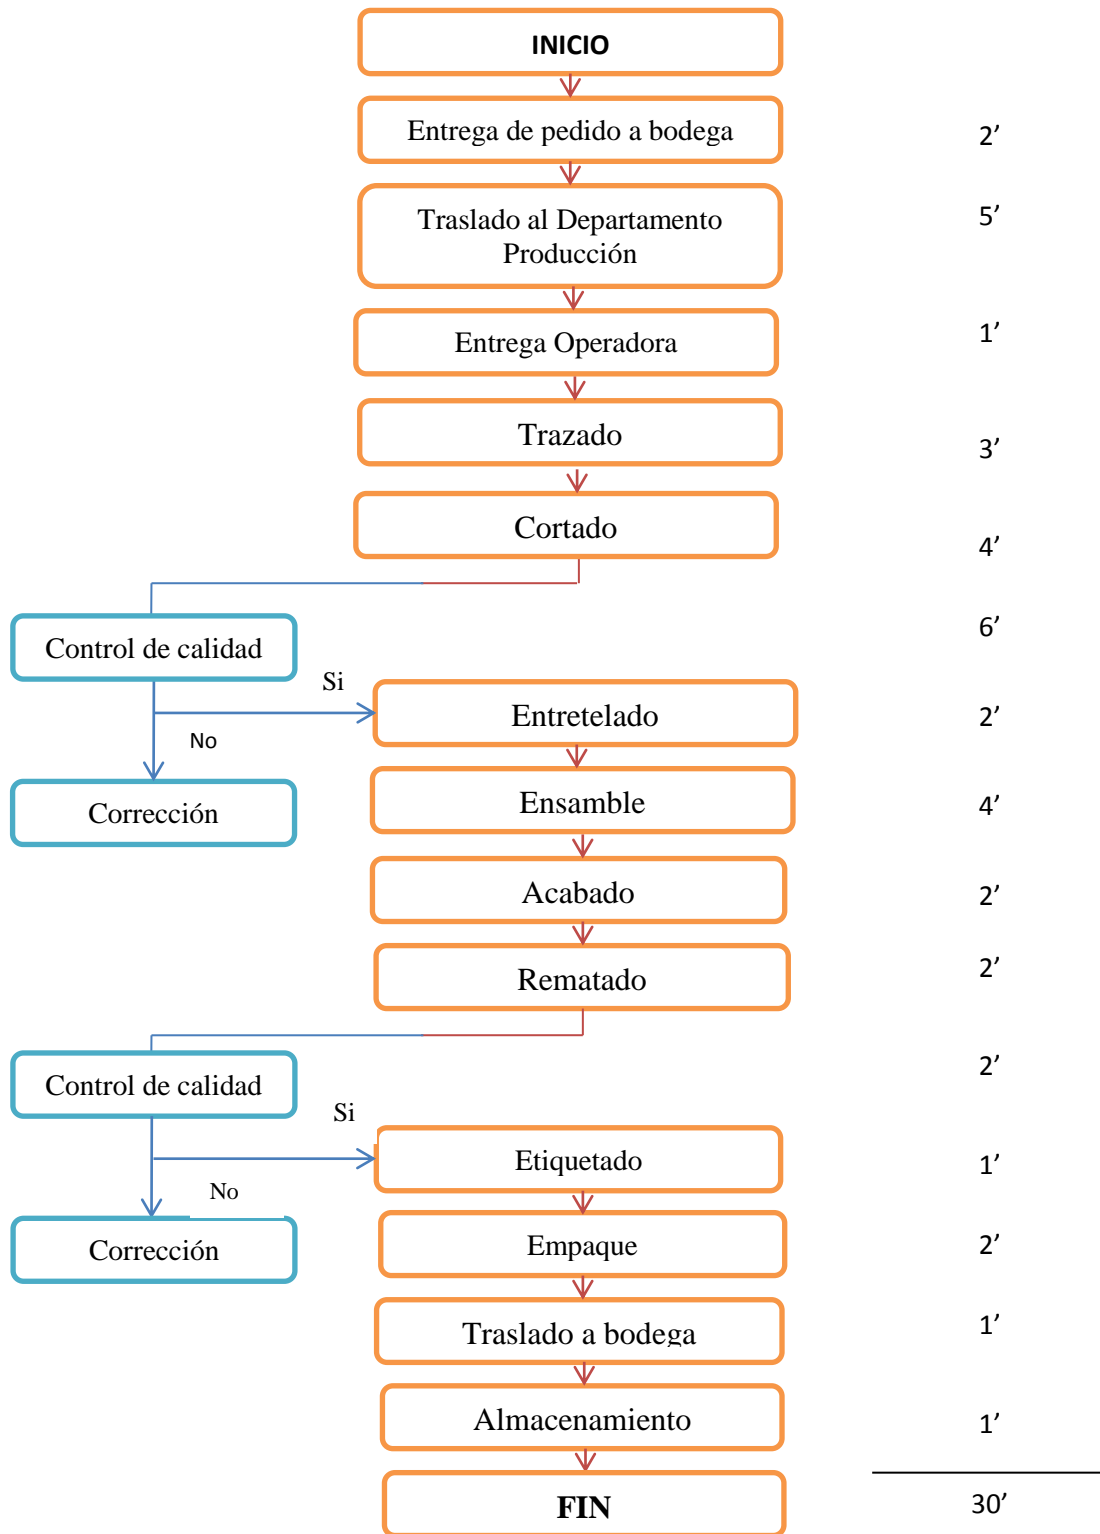 INICIO
Entrega de pedido a bodega
2’
Traslado al Departamento
Producción
5’
Entrega Operadora
1’
Trazado
3’
Cortado
4’
Control de calidad
6’
Si
Entretelado
2’
No
Corrección
Ensamble
4’
Acabado
2’
Rematado
2’
Control de calidad
2’
Si
Etiquetado
1’
No
Corrección
Empaque
2’
Traslado a bodega
1’
Almacenamiento
1’
FIN
30’